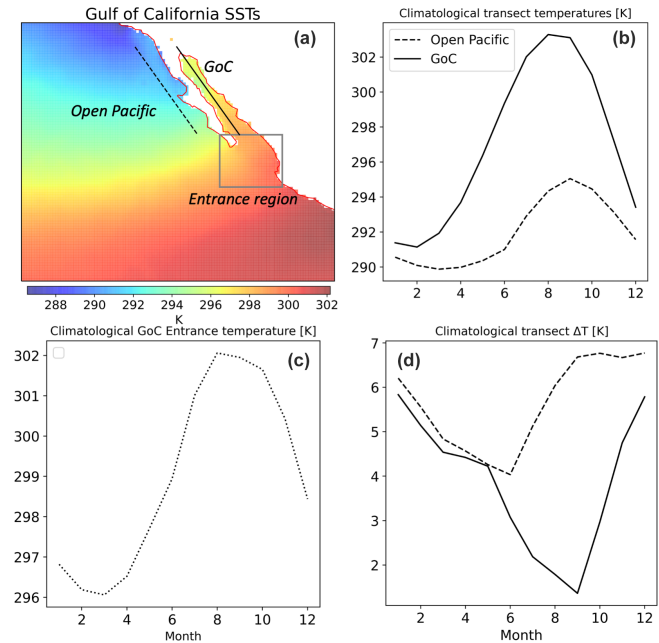 Gulf of California SSTs
(a)
GoC
Open Pacific
Entrance region
288 290 292 294 296 298 300 302
K
Climatological transect temperatures [K]
(b)
Open Pacific
GoC
302
300
298
296
294
292
290
2 4 6 8 10 12
Climatological GoC Entrance temperature [K]
(c)
302
301
300
299
298
297
296
2 4 6 8 10 12
Month
Climatological transect ΔT [K]
(d)
7
6
5
4
3
2
2 4 6 8 10 12
Month